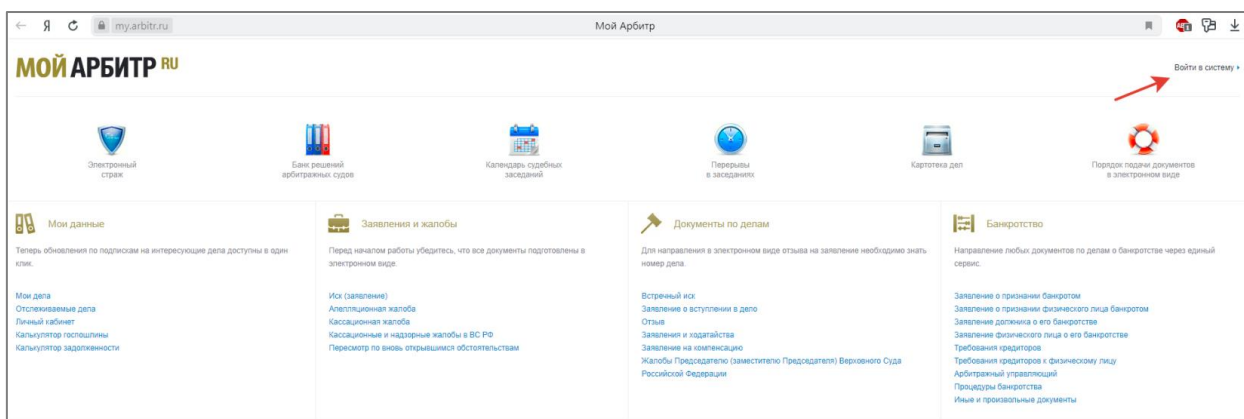 my.arbitr.ru
Мой Арбитр
МОЙ АРБИТР RU
Войти в систему
Электронный
страж
Банк решений
арбитражных судов
Календарь судебных
заседаний
Перерывы
в заседаниях
Картотека дел
Порядок подачи документов
в электронном виде
Мои данные
Теперь обновления по подпискам на интересующие дела доступны в один
клик.
Мои дела
Отслеживаемые дела
Личный кабинет
Калькулятор госпошлины
Калькулятор задолженности
Заявления и жалобы
Перед началом работы убедитесь, что все документы подготовлены в
электронном виде.
Иск (заявление)
Апелляционная жалоба
Кассационная жалоба
Кассационные и надзорные жалобы в ВС РФ
Пересмотр по вновь открывшимся обстоятельствам
Документы по делам
Для направления в электронном виде отзыва на заявление необходимо знать
номер дела.
Встречный иск
Заявление о вступлении в дело
Отзыв
Заявления и ходатайства
Заявление на компенсацию
Жалобы Председателю (заместителю Председателя) Верховного Суда
Российской Федерации
Банкротство
Направление любых документов по делам о банкротстве через единый
сервис.
Заявление о признании банкротом
Заявление о признании физического лица банкротом
Заявление должника о его банкротстве
Заявление физического лица о его банкротстве
Требования кредиторов
Требования кредиторов к физическому лицу
Арбитражный управляющий
Процедуры банкротства
Иные и произвольные документы